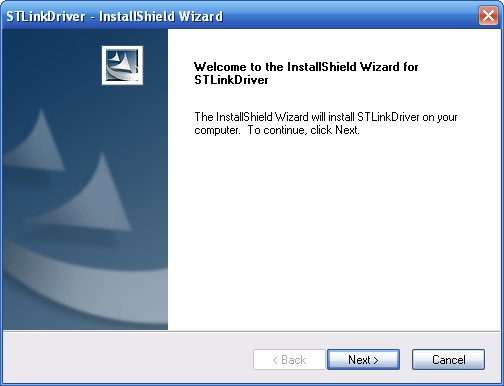 STLinkDriver - InstallShield Wizard
Welcome to the InstallShield Wizard for
STLinkDriver
The InstallShield Wizard will install STLinkDriver on your
computer. To continue, click Next.
< Back
Next >
Cancel